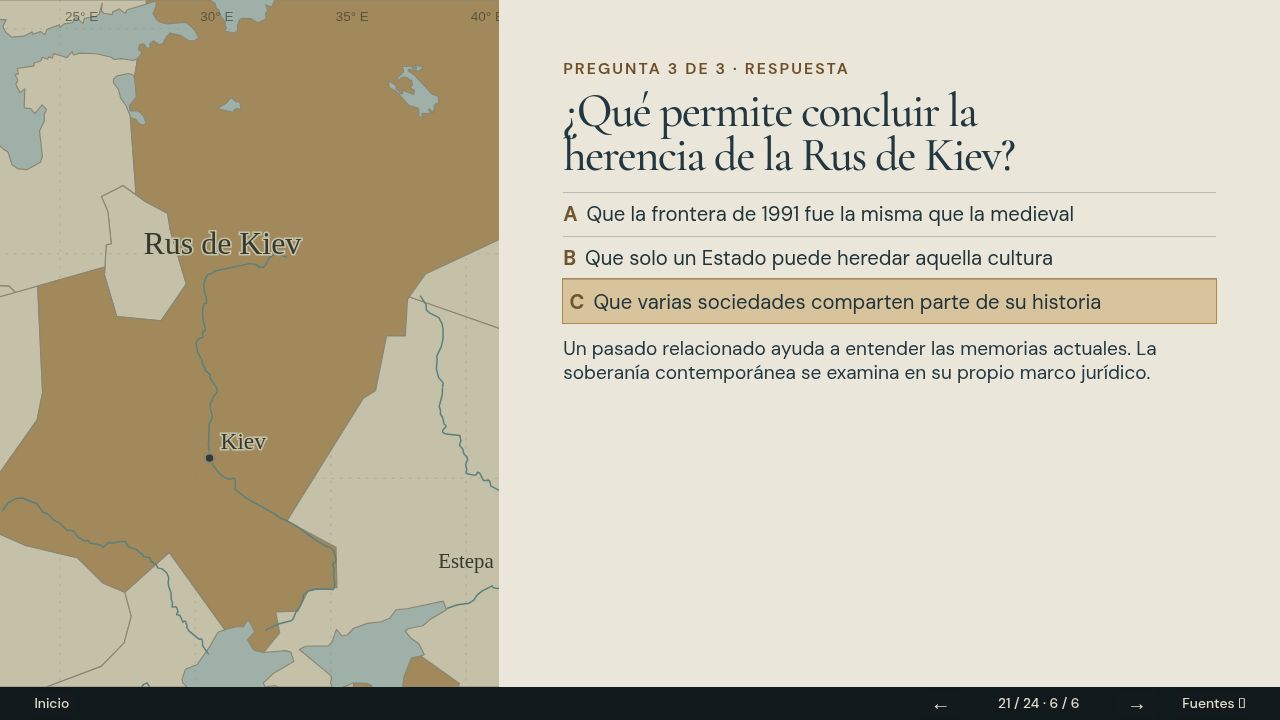 25° E
30° E
35° E
40° E
Rus de Kiev
Kiev
Estepa
PREGUNTA 3 DE 3 · RESPUESTA
¿Qué permite concluir la
herencia de la Rus de Kiev?
A Que la frontera de 1991 fue la misma que la medieval
B Que solo un Estado puede heredar aquella cultura
C Que varias sociedades comparten parte de su historia
Un pasado relacionado ayuda a entender las memorias actuales. La
soberanía contemporánea se examina en su propio marco jurídico.
Inicio
← 21 / 24 · 6 / 6 →
Fuentes